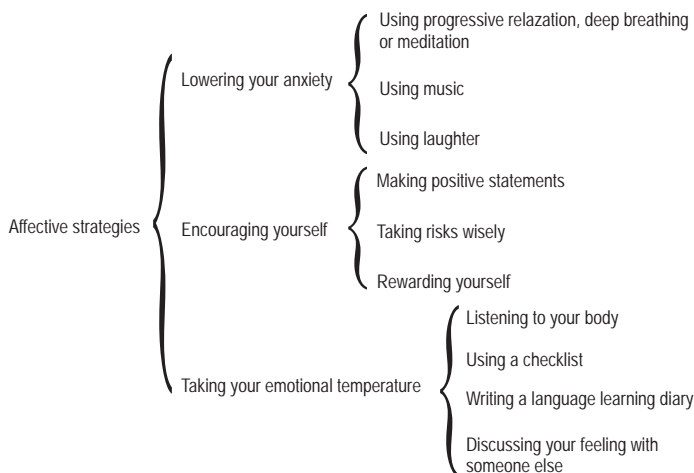 Affective strategies
Lowering your anxiety
Using progressive relazation, deep breathing
or meditation
Using music
Using laughter
Encouraging yourself
Making positive statements
Taking risks wisely
Rewarding yourself
Taking your emotional temperature
Listening to your body
Using a checklist
Writing a language learning diary
Discussing your feeling with
someone else